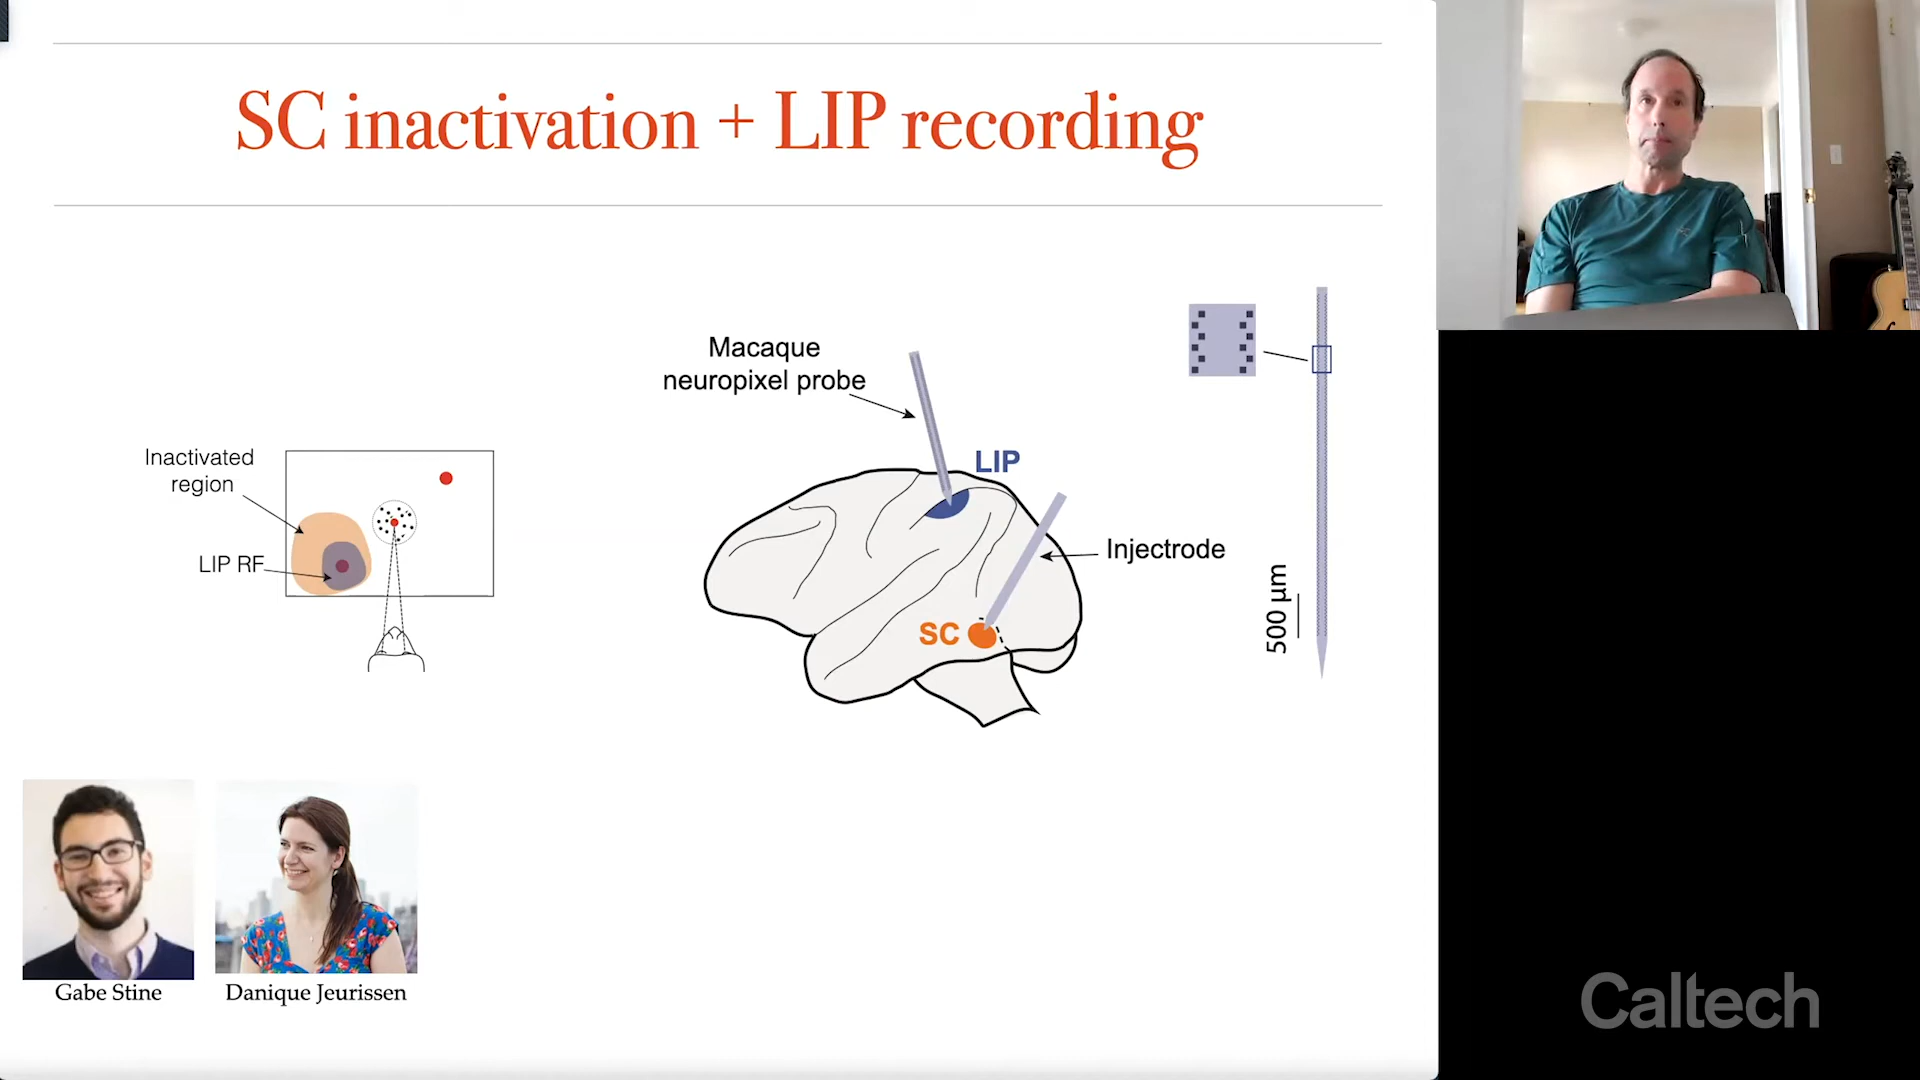 SC inactivation + LIP recording
Macaque
neuropixel probe
LIP
Inactivated
region
LIP RF
Injectrode
SC
500 μm
Gabe Stine
Danique Jeurissen
Caltech